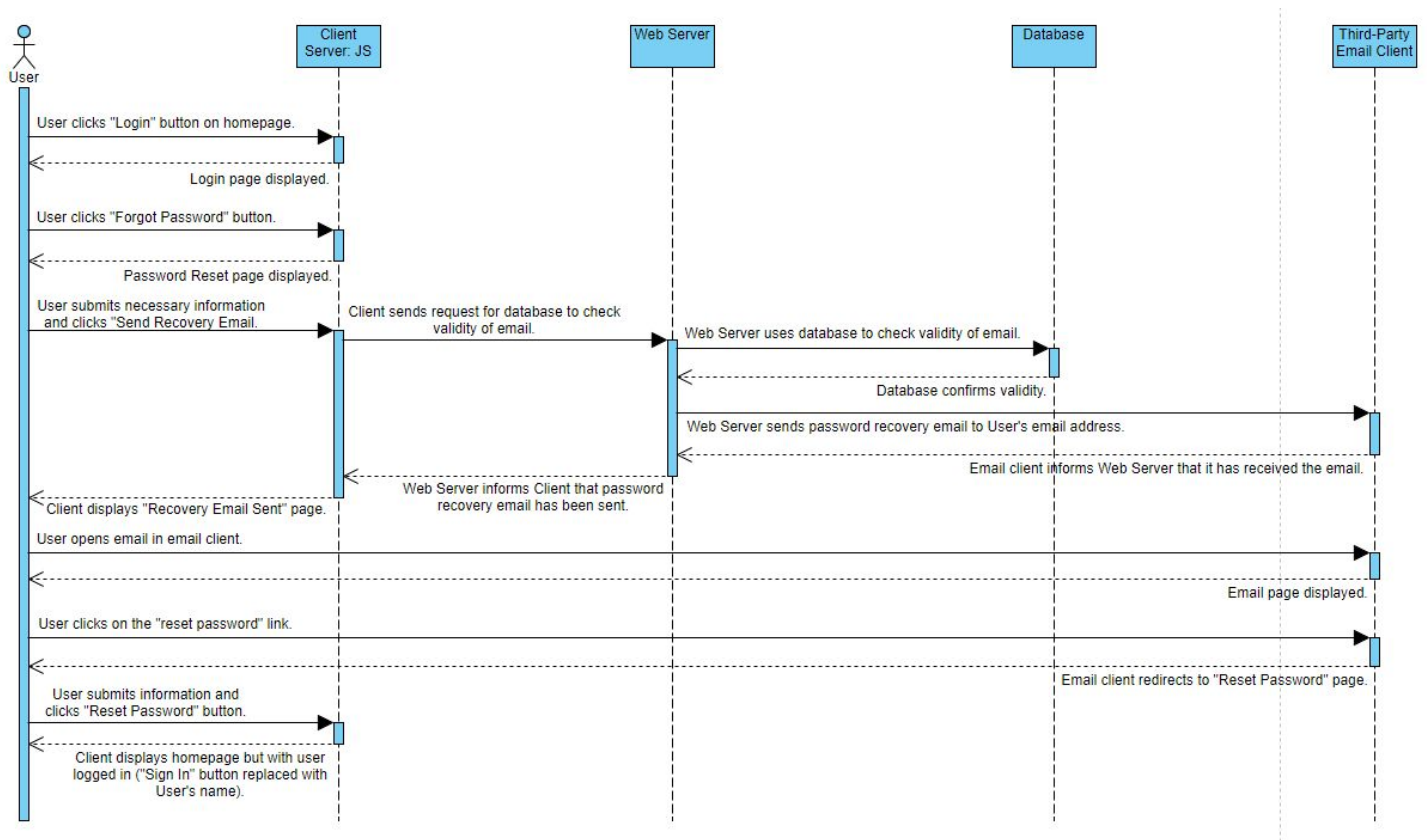 Client
Server: JS
Web Server
Database
Third-Party
Email Client
User
User clicks "Login" button on homepage.
Login page displayed.
User clicks "Forgot Password" button.
Password Reset page displayed.
User submits necessary information
and clicks "Send Recovery Email.
Client sends request for database to check
validity of email.
Web Server uses database to check validity of email.
Database confirms validity.
Web Server sends password recovery email to User's email address.
Email client informs Web Server that it has received the email.
Web Server informs Client that password
recovery email has been sent.
Client displays "Recovery Email Sent" page.
User opens email in email client.
Email page displayed.
User clicks on the "reset password" link.
Email client redirects to "Reset Password" page.
User submits information and
clicks "Reset Password" button.
Client displays homepage but with user
logged in ("Sign In" button replaced with
User's name).